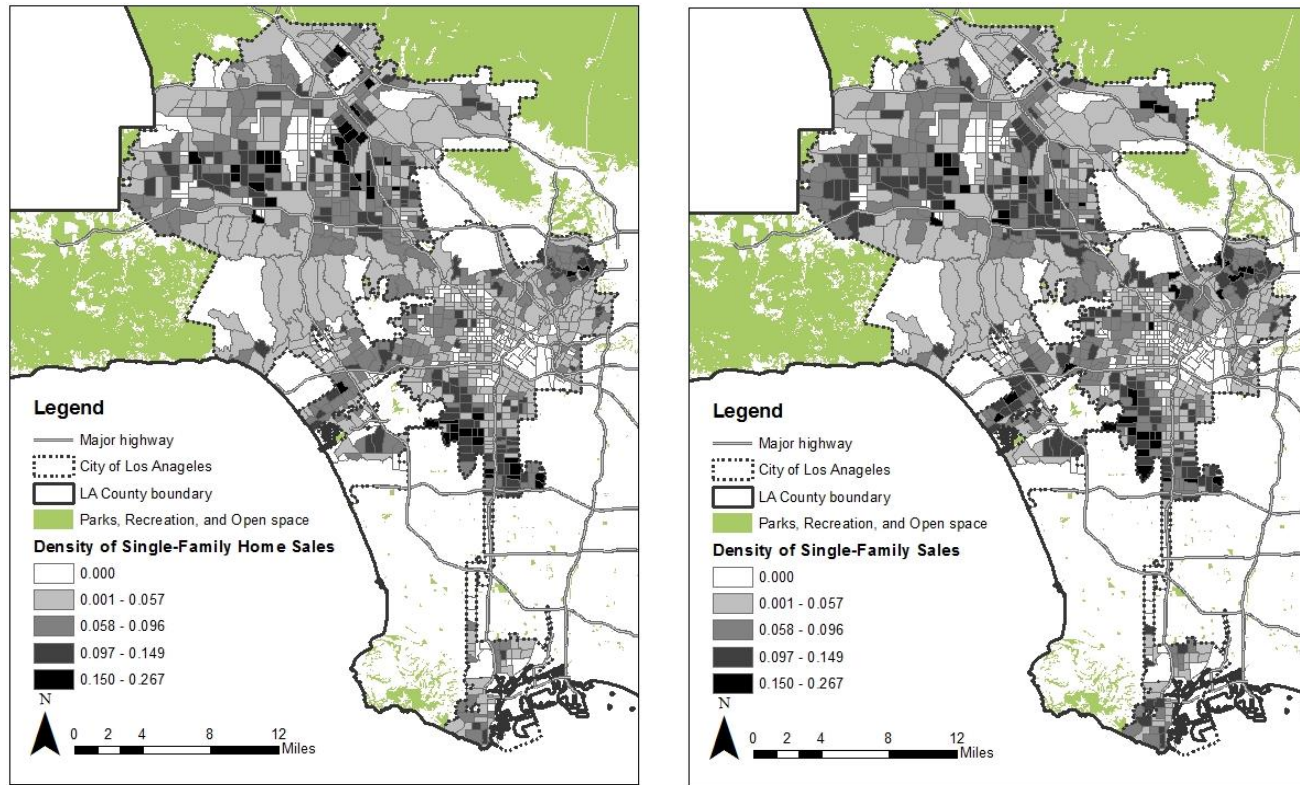 Legend
Major highway
City of Los Anageles
LA County boundary
Parks, Recreation, and Open space
Density of Single-Family Home Sales
0.000
0.001 - 0.057
0.058 - 0.096
0.097 - 0.149
0.150 - 0.267
N
0 2 4 8 12
Miles
Legend
Major highway
City of Los Anageles
LA County boundary
Parks, Recreation, and Open space
Density of Single-Family Sales
0.000
0.001 - 0.057
0.058 - 0.096
0.097 - 0.149
0.150 - 0.267
N
0 2 4 8 12
Miles